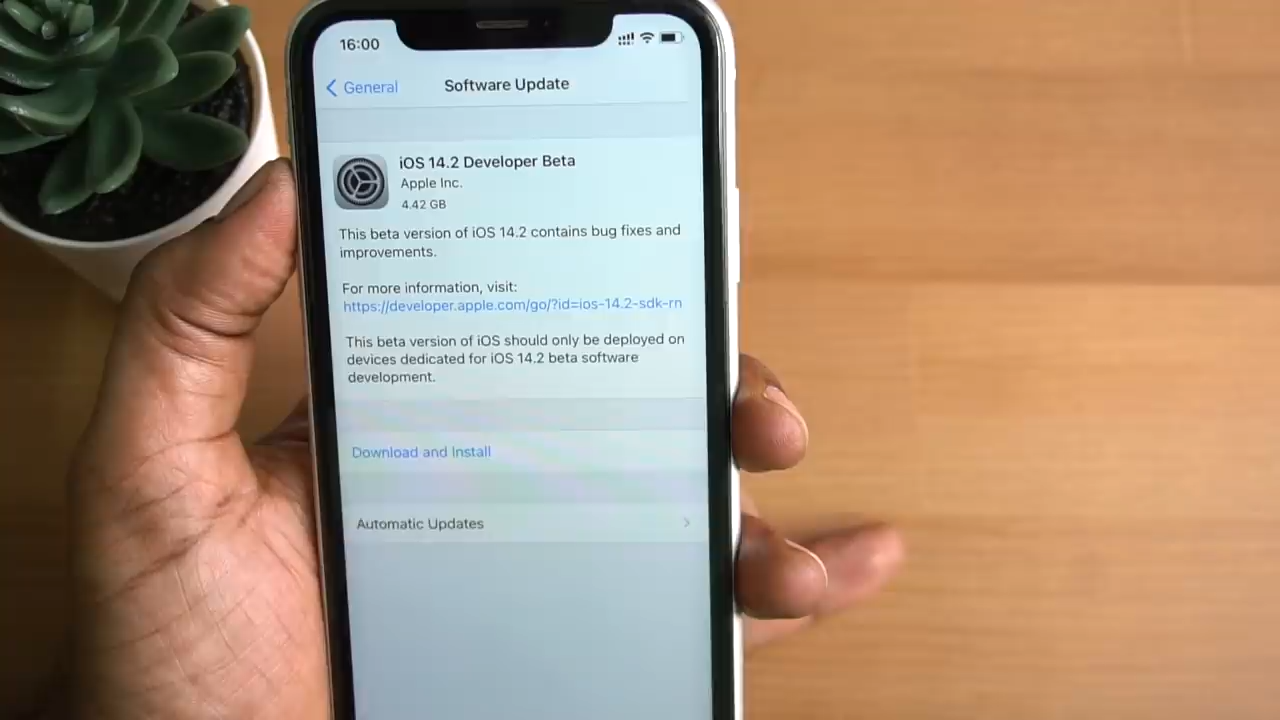 16:00
General
Software Update
iOS 14.2 Developer Beta
Apple Inc.
4.42 GB
This beta version of iOS 14.2 contains bug fixes and
improvements.
For more information, visit:
https://developer.apple.com/go/?id=ios-14.2-sdk-rn
This beta version of iOS should only be deployed on
devices dedicated for iOS 14.2 beta software
development.
Download and Install
Automatic Updates